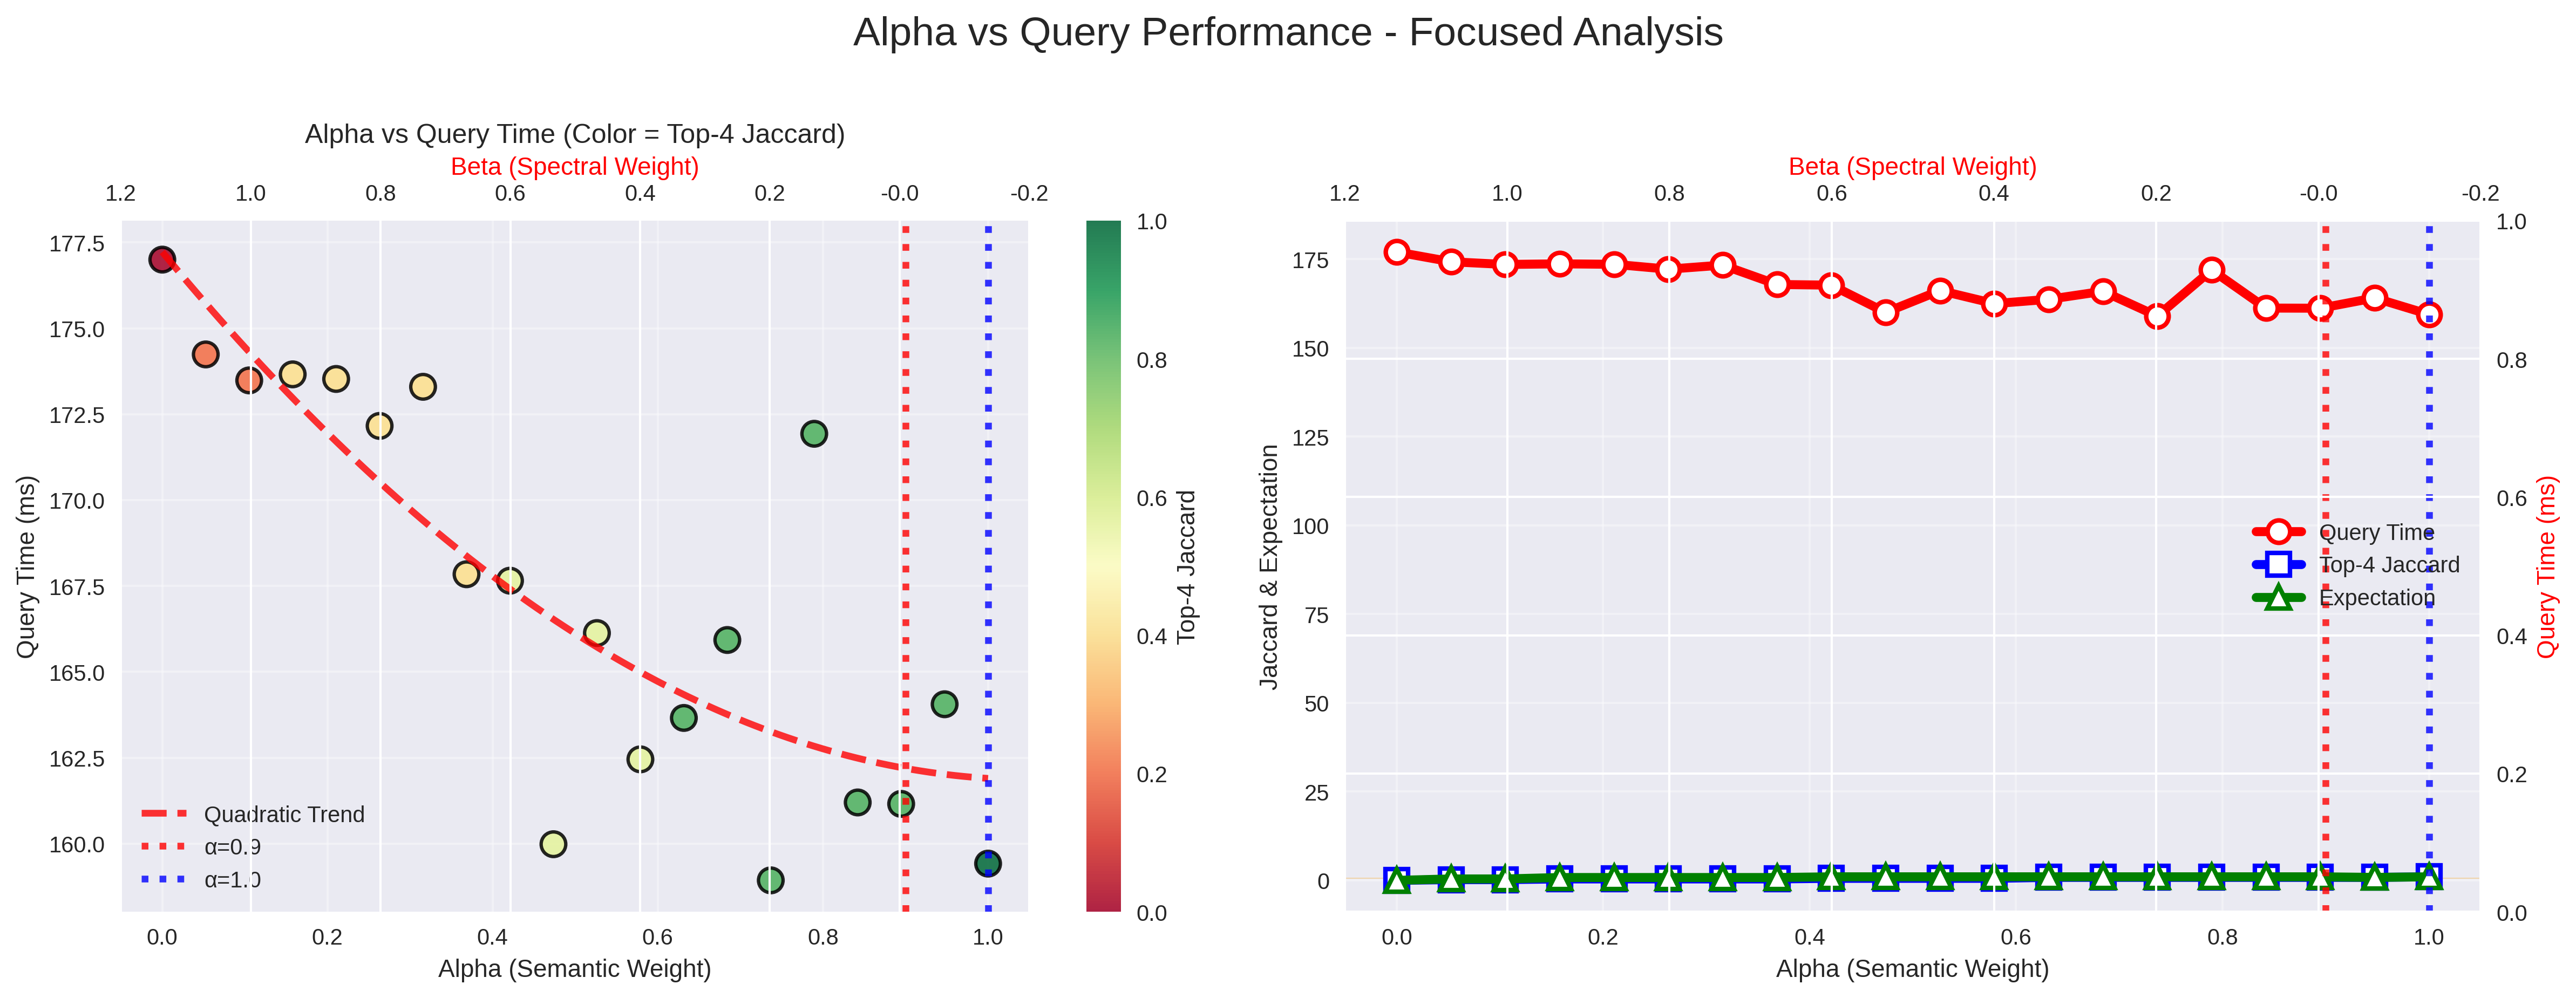 Alpha vs Query Performance - Focused Analysis
Alpha vs Query Time (Color = Top-4 Jaccard)
Beta (Spectral Weight)
1.2 1.0 0.8 0.6 0.4 0.2 -0.0 -0.2
Query Time (ms)
177.5
175.0
172.5
170.0
167.5
165.0
162.5
160.0
Quadratic Trend
α=0.9
α=1.0
0.0 0.2 0.4 0.6 0.8 1.0
Alpha (Semantic Weight)
1.0
0.8
0.6
0.4
0.2
0.0
Top-4 Jaccard
Beta (Spectral Weight)
1.2 1.0 0.8 0.6 0.4 0.2 -0.0 -0.2
Jaccard & Expectation
175
150
125
100
75
50
25
0
Query Time
Top-4 Jaccard
Expectation
1.0
0.8
0.6
0.4
0.2
0.0
Query Time (ms)
0.0 0.2 0.4 0.6 0.8 1.0
Alpha (Semantic Weight)